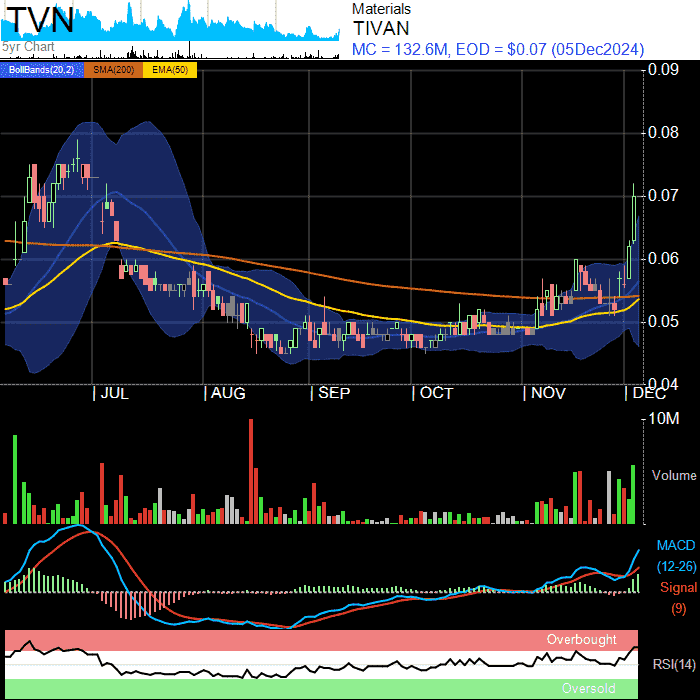 TVN
5yr Chart
Materials
TIVAN
MC = 132.6M, EOD = $0.07 (05Dec2024)
BollBands(20,2) SMA(200) EMA(50)
0.09
0.08
0.07
0.06
0.05
0.04
| JUL | AUG | SEP | OCT | NOV | DEC
10M
Volume
MACD
(12-26)
Signal
(9)
Overbought
RSI(14)
Oversold